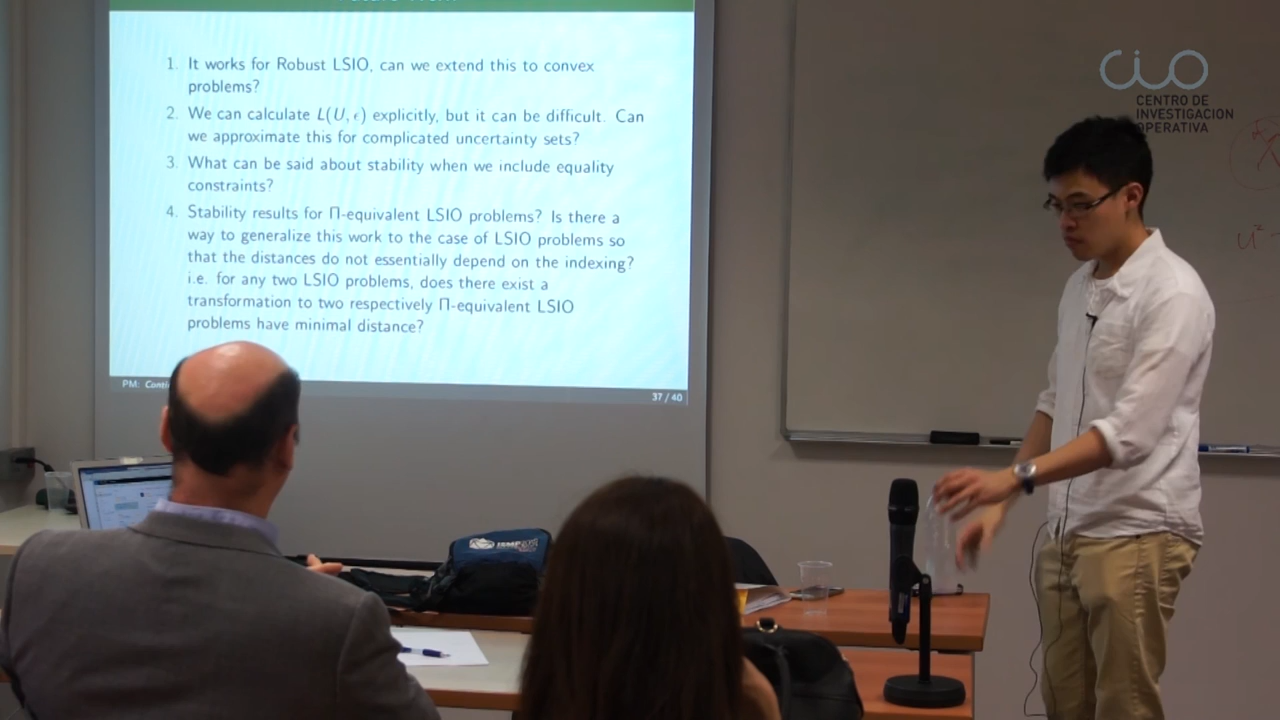 1. It works for Robust LSIO, can we extend this to convex
problems?
2. We can calculate L(U, ϵ) explicitly, but it can be difficult. Can
we approximate this for complicated uncertainty sets?
3. What can be said about stability when we include equality
constraints?
4. Stability results for Π-equivalent LSIO problems? Is there a
way to generalize this work to the case of LSIO problems so
that the distances do not essentially depend on the indexing?
i.e. for any two LSIO problems, does there exist a
transformation to two respectively Π-equivalent LSIO
problems have minimal distance?
PM:
37 / 40
CIO
CENTRO DE
INVESTIGACION
OPERATIVA
ISMP